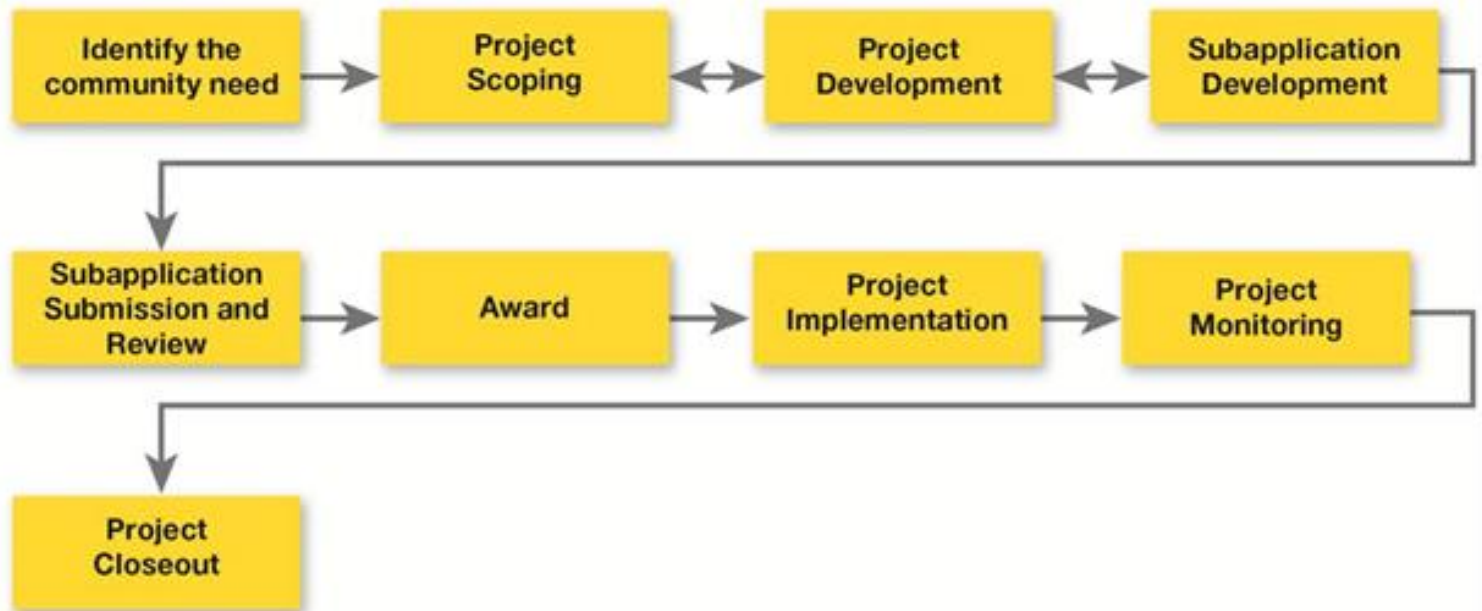 Identify the
community need
Project
Scoping
Project
Development
Subapplication
Development
Subapplication
Submission and
Review
Award
Project
Implementation
Project
Monitoring
Project
Closeout